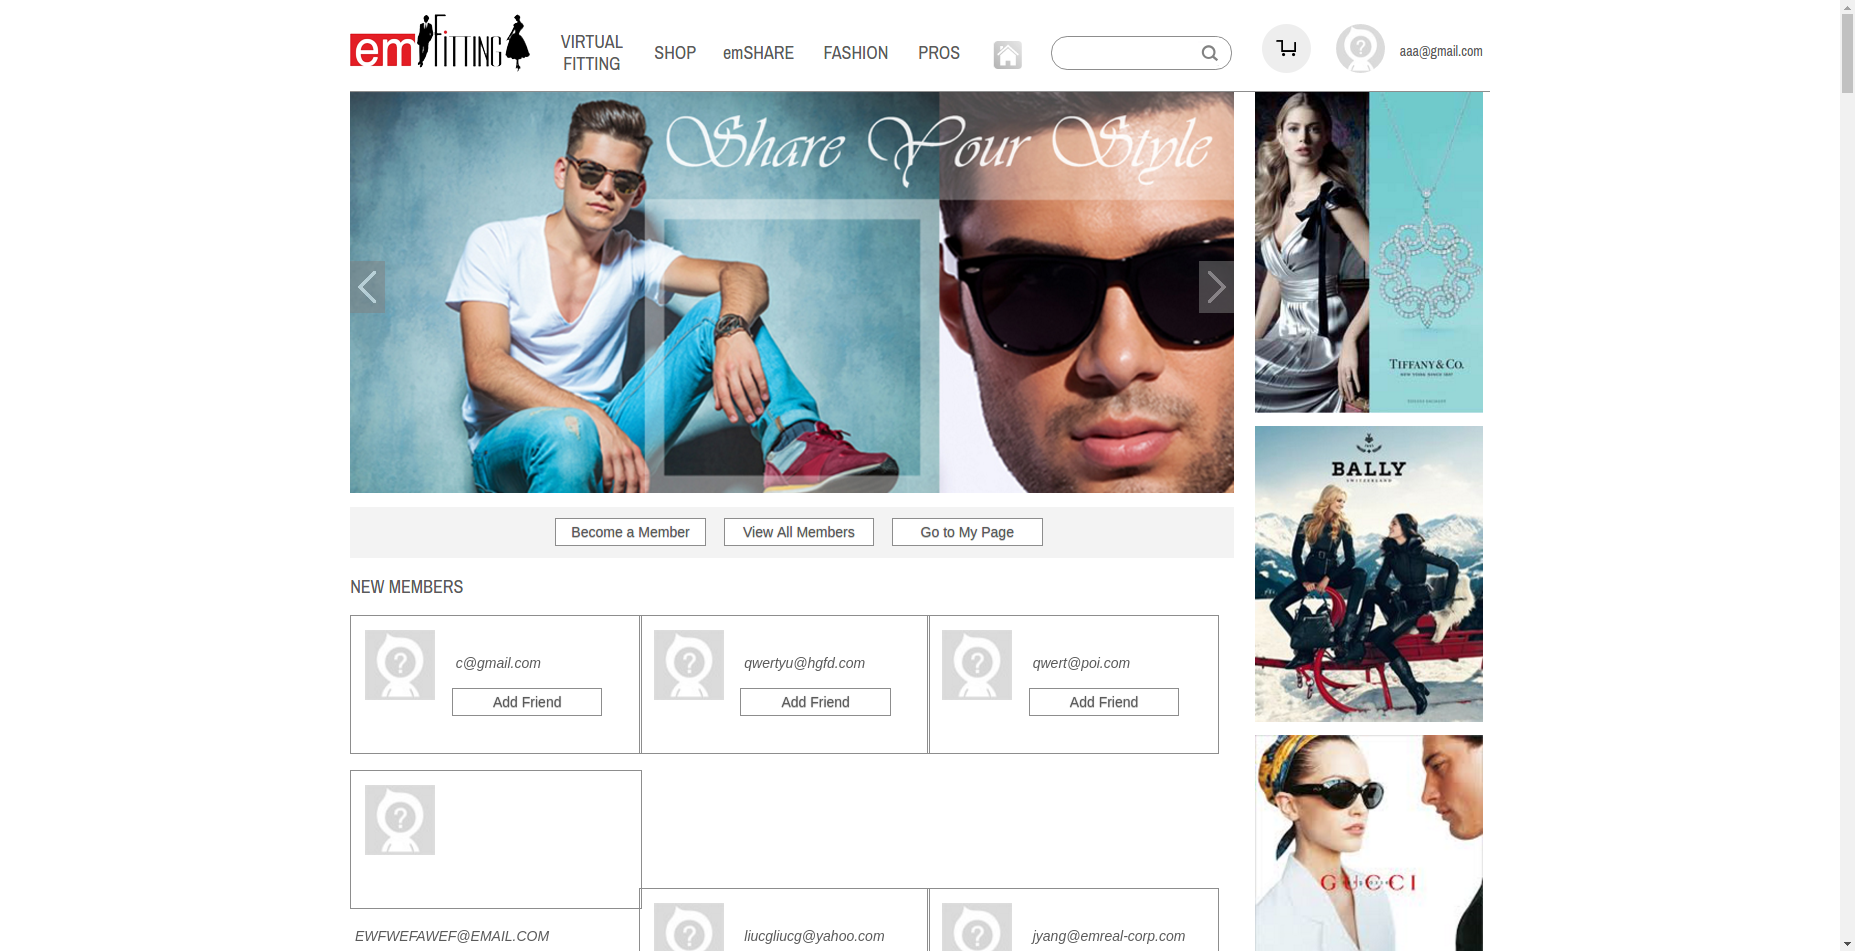 emFITTING
VIRTUAL
FITTING
SHOP
emSHARE
FASHION
PROS
aaa@gmail.com
Share Your Style
TIFFANY & CO.
BALLY
SWITZERLAND
Become a Member
View All Members
Go to My Page
NEW MEMBERS
c@gmail.com
qwertyu@hgfd.com
qwert@poi.com
Add Friend
Add Friend
Add Friend
GUCCI
EWFWEFAWEF@EMAIL.COM
liucgliucg@yahoo.com
jyang@emreal-corp.com